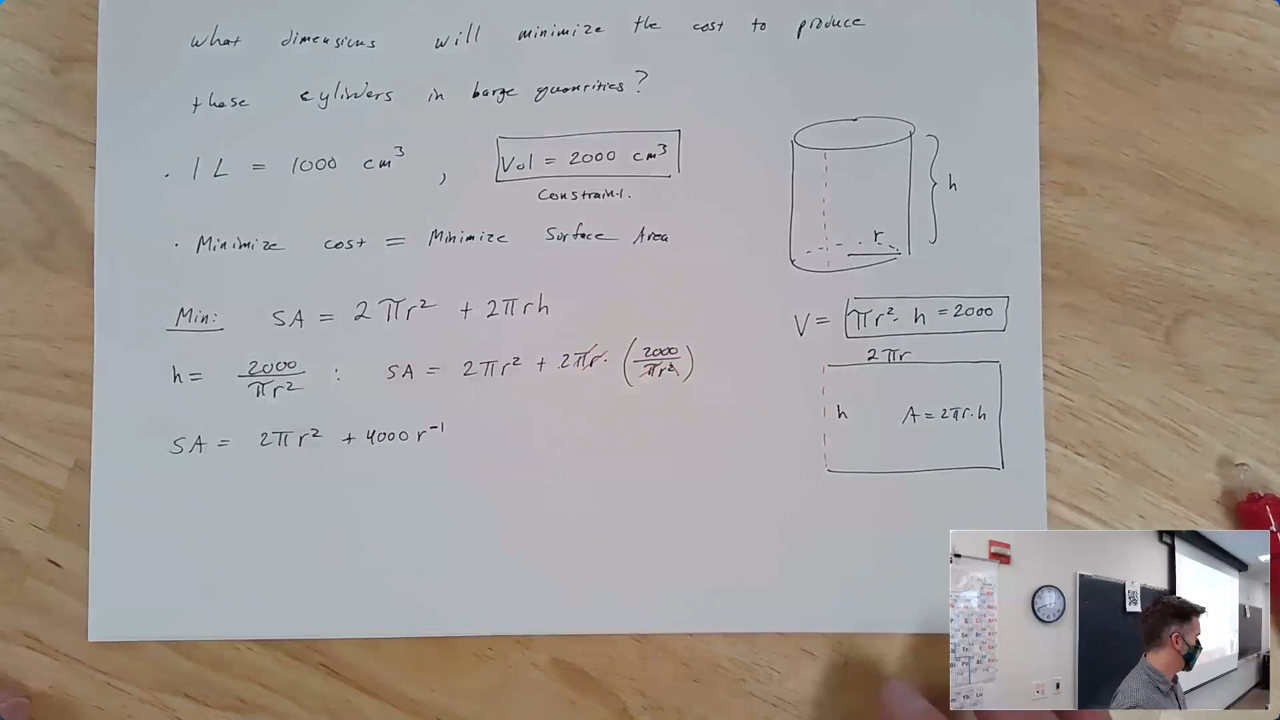 What dimensions will minimize the cost to produce
these cylinders in large quantities?
· 1 L = 1000 cm³ , Vol = 2000 cm³
Constraint.
· Minimize cost = Minimize Surface Area
h
r
Min: SA = 2πr² + 2πrh
V = πr² · h = 2000
h = 2000/πr² : SA = 2πr² + 2πr · (2000/πr²)
2πr
h A = 2πr·h
SA = 2πr² + 4000 r⁻¹